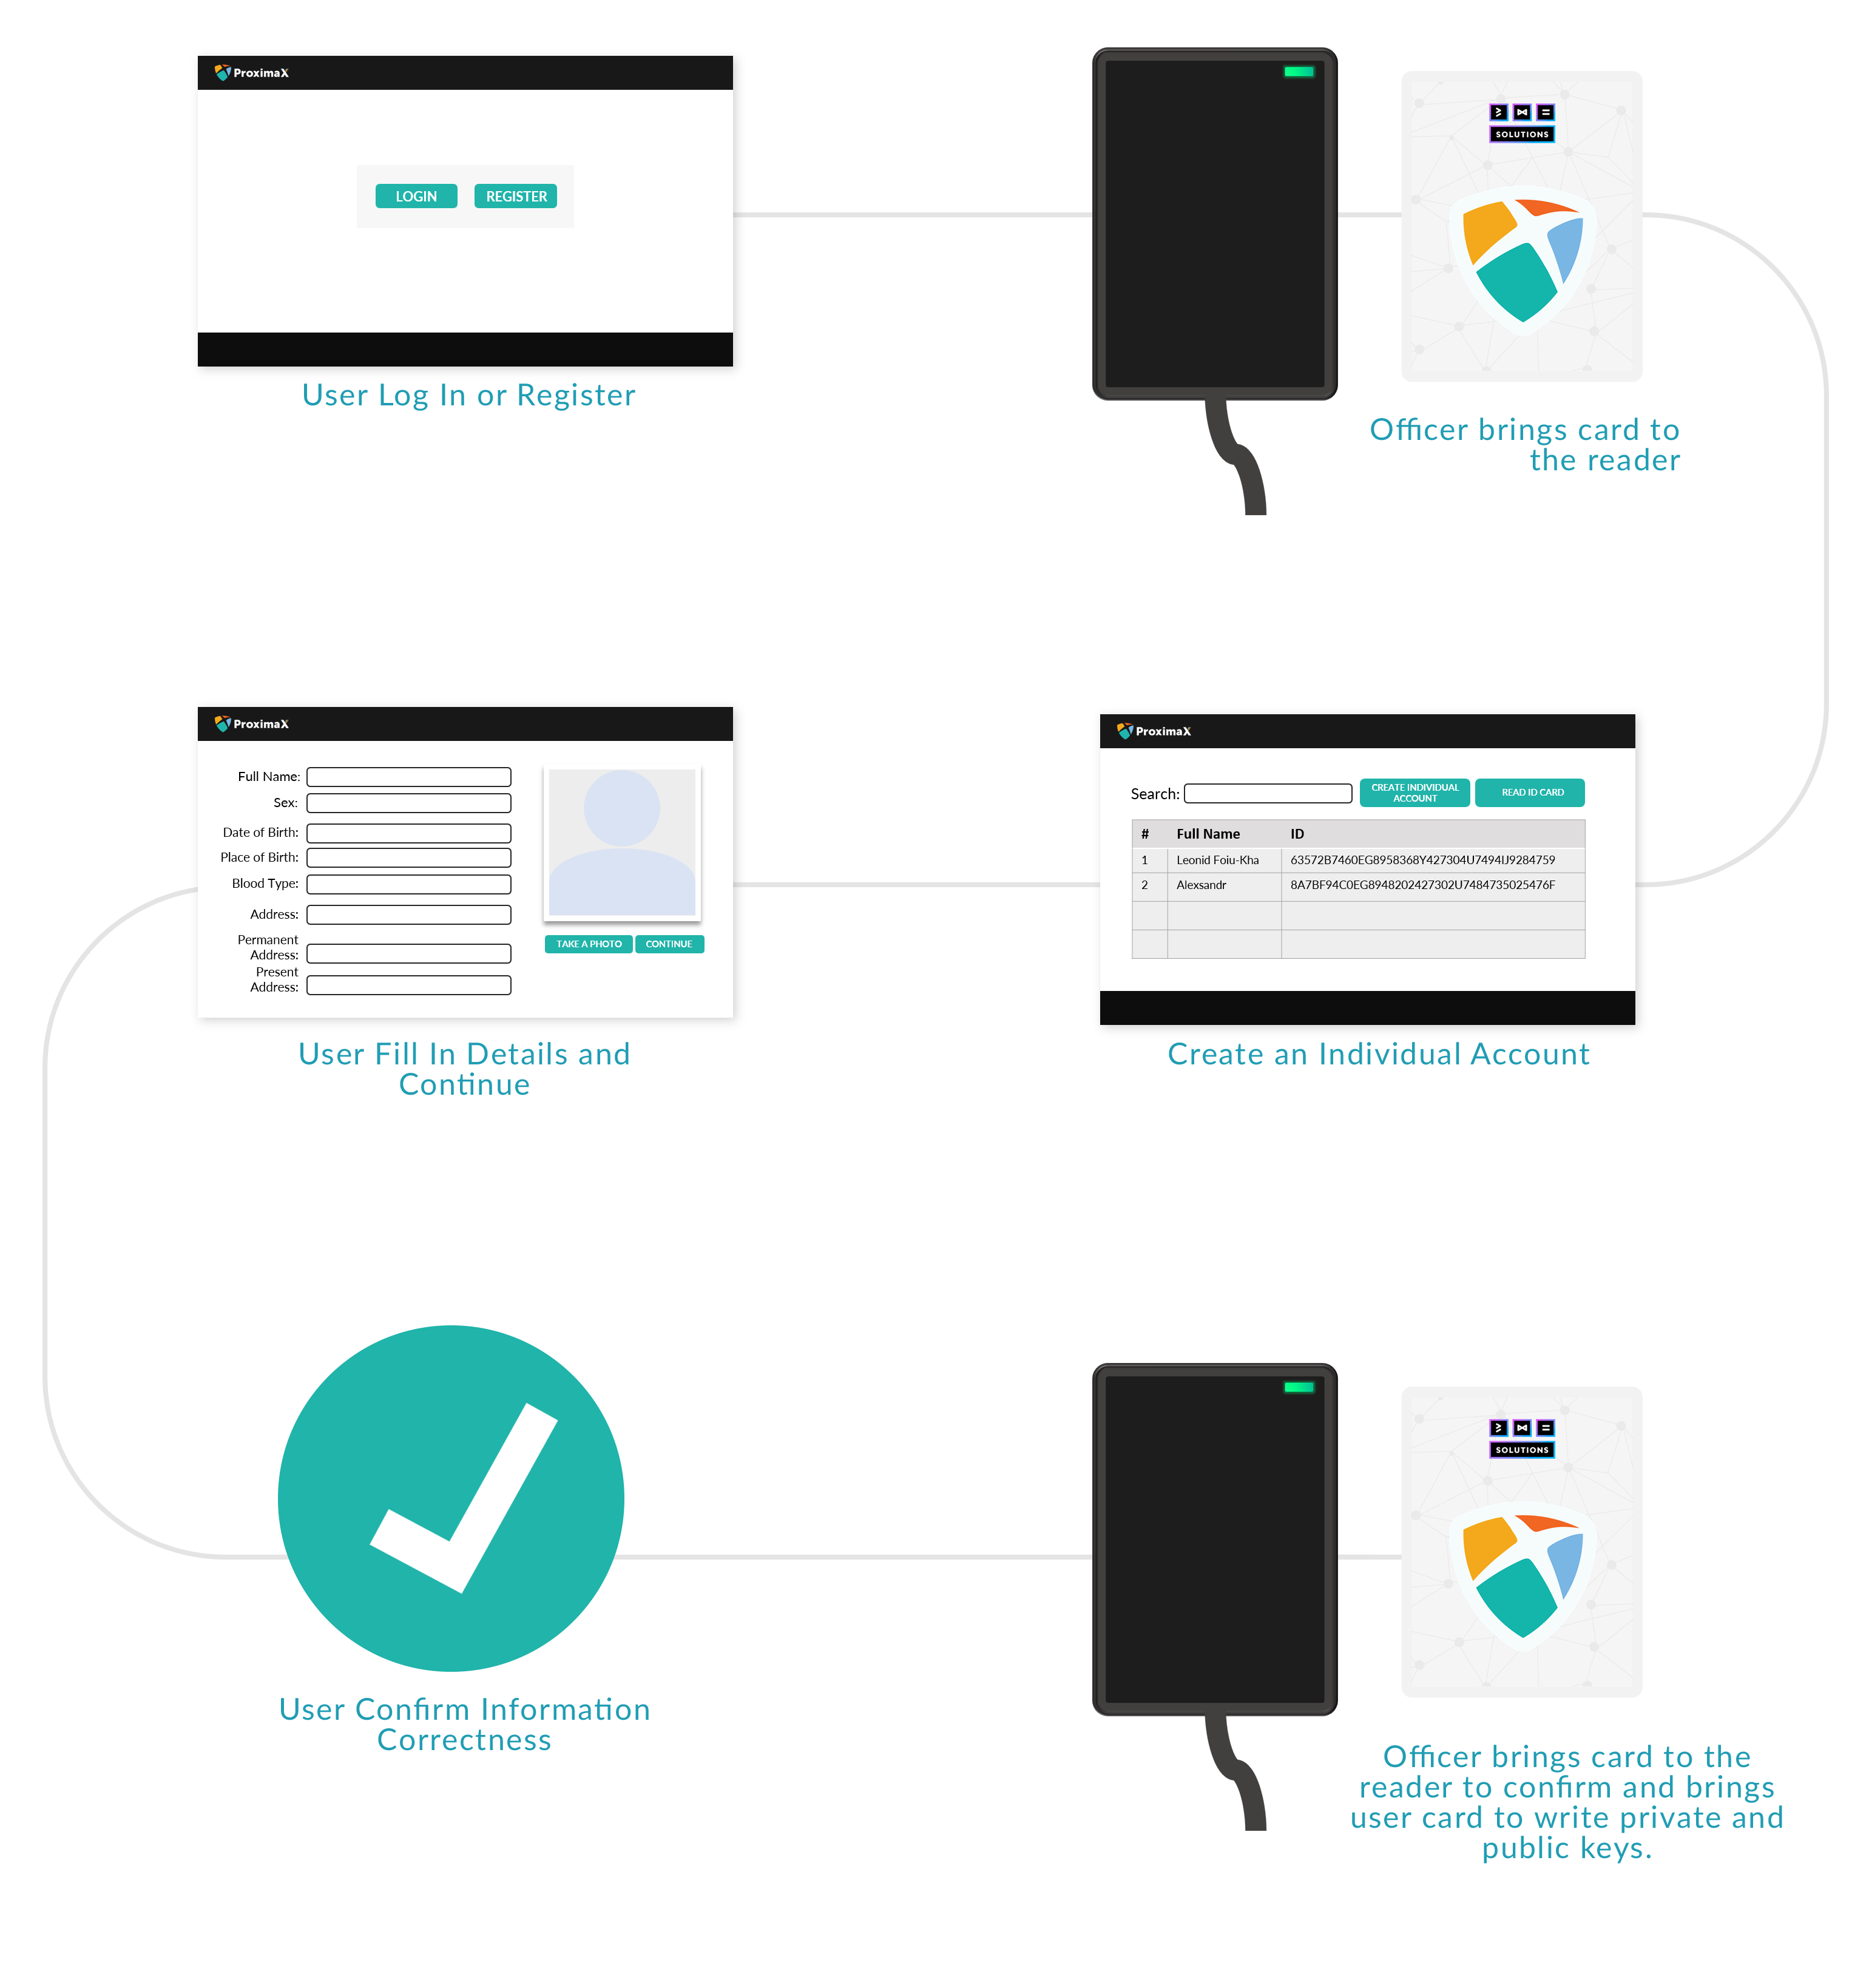 ProximaX
LOGIN
REGISTER
SOLUTIONS
User Log In or Register
Officer brings card to
the reader
ProximaX
Full Name:
Sex:
Date of Birth:
Place of Birth:
Blood Type:
Address:
Permanent
Address:
Present
Address:
TAKE A PHOTO
CONTINUE
User Fill In Details and
Continue
ProximaX
Search:
CREATE INDIVIDUAL
ACCOUNT
READ ID CARD
# Full Name ID
1 Leonid Foiu-Kha 63572B7460EG8958368Y427304U7494IJ9284759
2 Alexsandr 8A7BF94C0EG8948202427302U7484735025476F
Create an Individual Account
User Confirm Information
Correctness
SOLUTIONS
Officer brings card to the
reader to confirm and brings
user card to write private and
public keys.